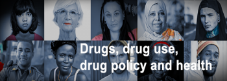 Drugs, drug use,
drug policy and health